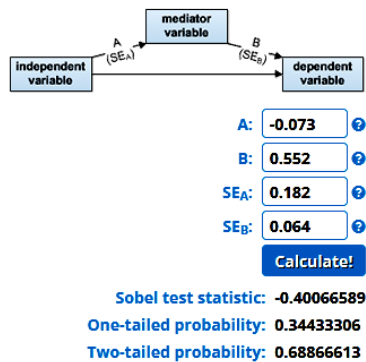 mediator
variable
A
(SEA)
B
(SEB)
independent
variable
dependent
variable
A: -0.073 ?
B: 0.552 ?
SEA: 0.182 ?
SEB: 0.064 ?
Calculate!
Sobel test statistic: -0.40066589
One-tailed probability: 0.34433306
Two-tailed probability: 0.68866613